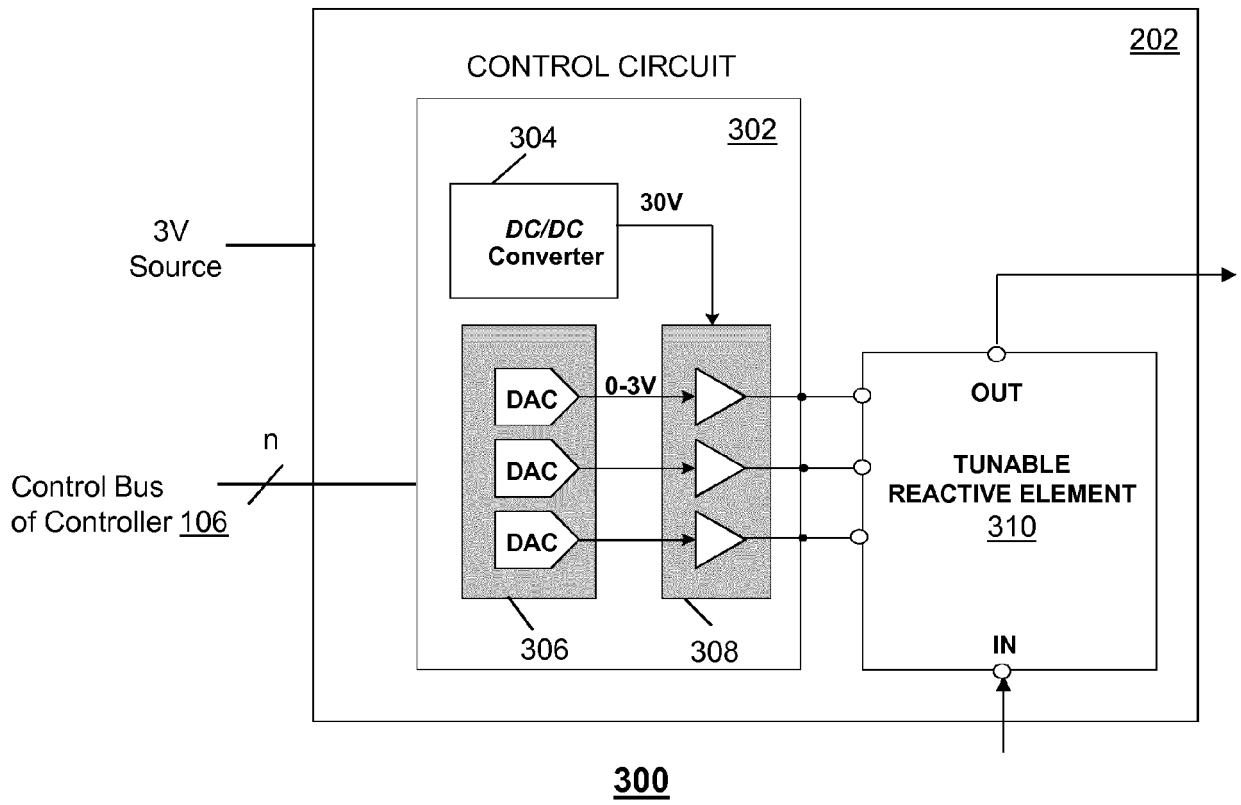 202
CONTROL CIRCUIT
302
304
30V
DC/DC
Converter
3V
Source
0-3V
DAC
DAC
DAC
OUT
TUNABLE
REACTIVE ELEMENT
310
n
Control Bus
of Controller 106
306
308
IN
300